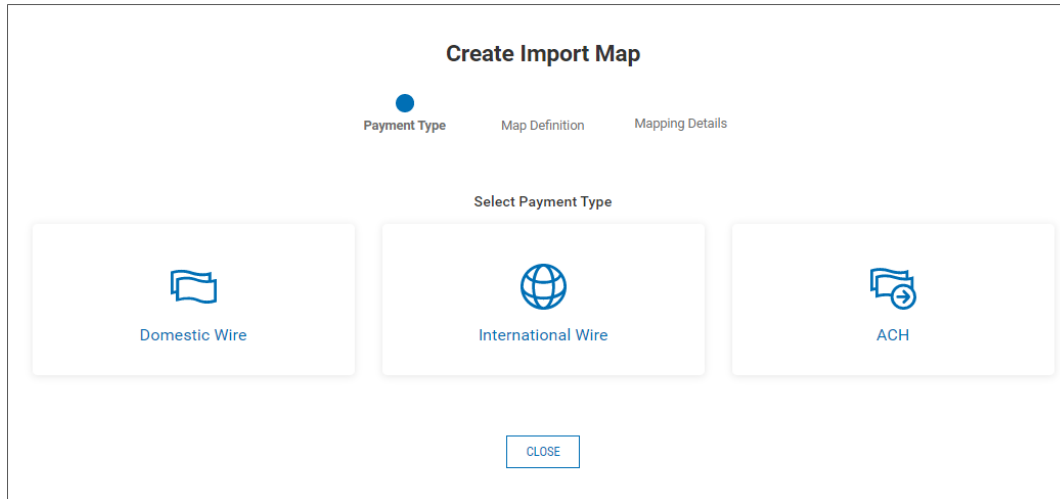 Create Import Map
Payment Type Map Definition Mapping Details
Select Payment Type
Domestic Wire International Wire ACH
CLOSE